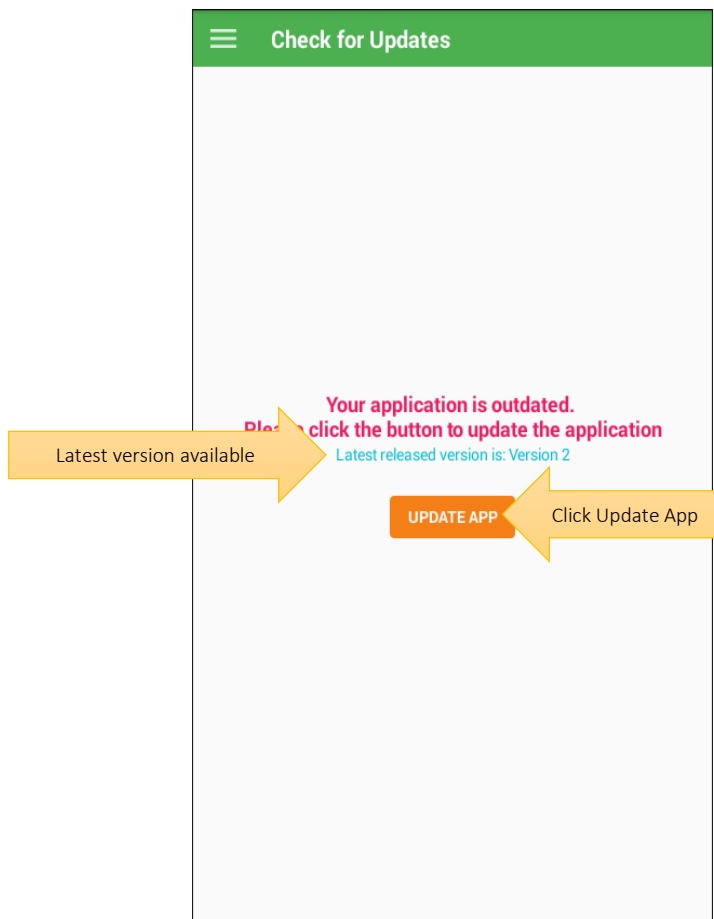 Check for Updates
Your application is outdated.
Please click the button to update the application
Latest version available
Latest released version is: Version 2
UPDATE APP
Click Update App